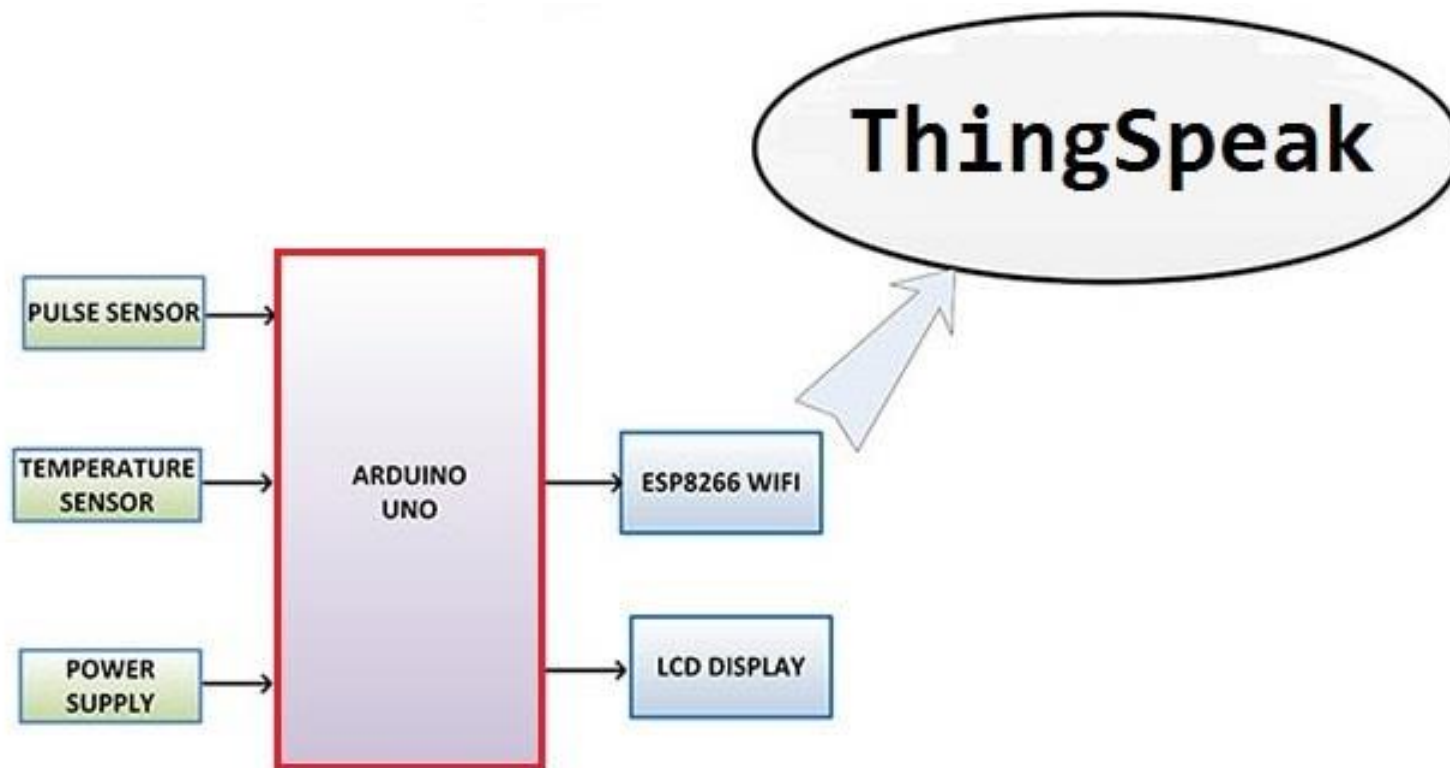 ThingSpeak
PULSE SENSOR
TEMPERATURE
SENSOR
POWER
SUPPLY
ARDUINO
UNO
ESP8266 WIFI
LCD DISPLAY